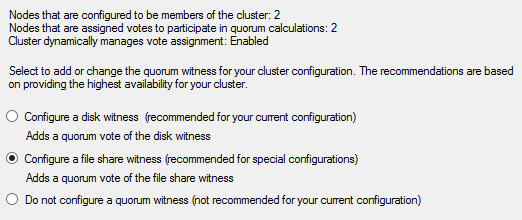 Nodes that are configured to be members of the cluster: 2
Nodes that are assigned votes to participate in quorum calculations: 2
Cluster dynamically manages vote assignment: Enabled
Select to add or change the quorum witness for your cluster configuration. The recommendations are based
on providing the highest availability for your cluster.
Configure a disk witness (recommended for your current configuration)
Adds a quorum vote of the disk witness
Configure a file share witness (recommended for special configurations)
Adds a quorum vote of the file share witness
Do not configure a quorum witness (not recommended for your current configuration)